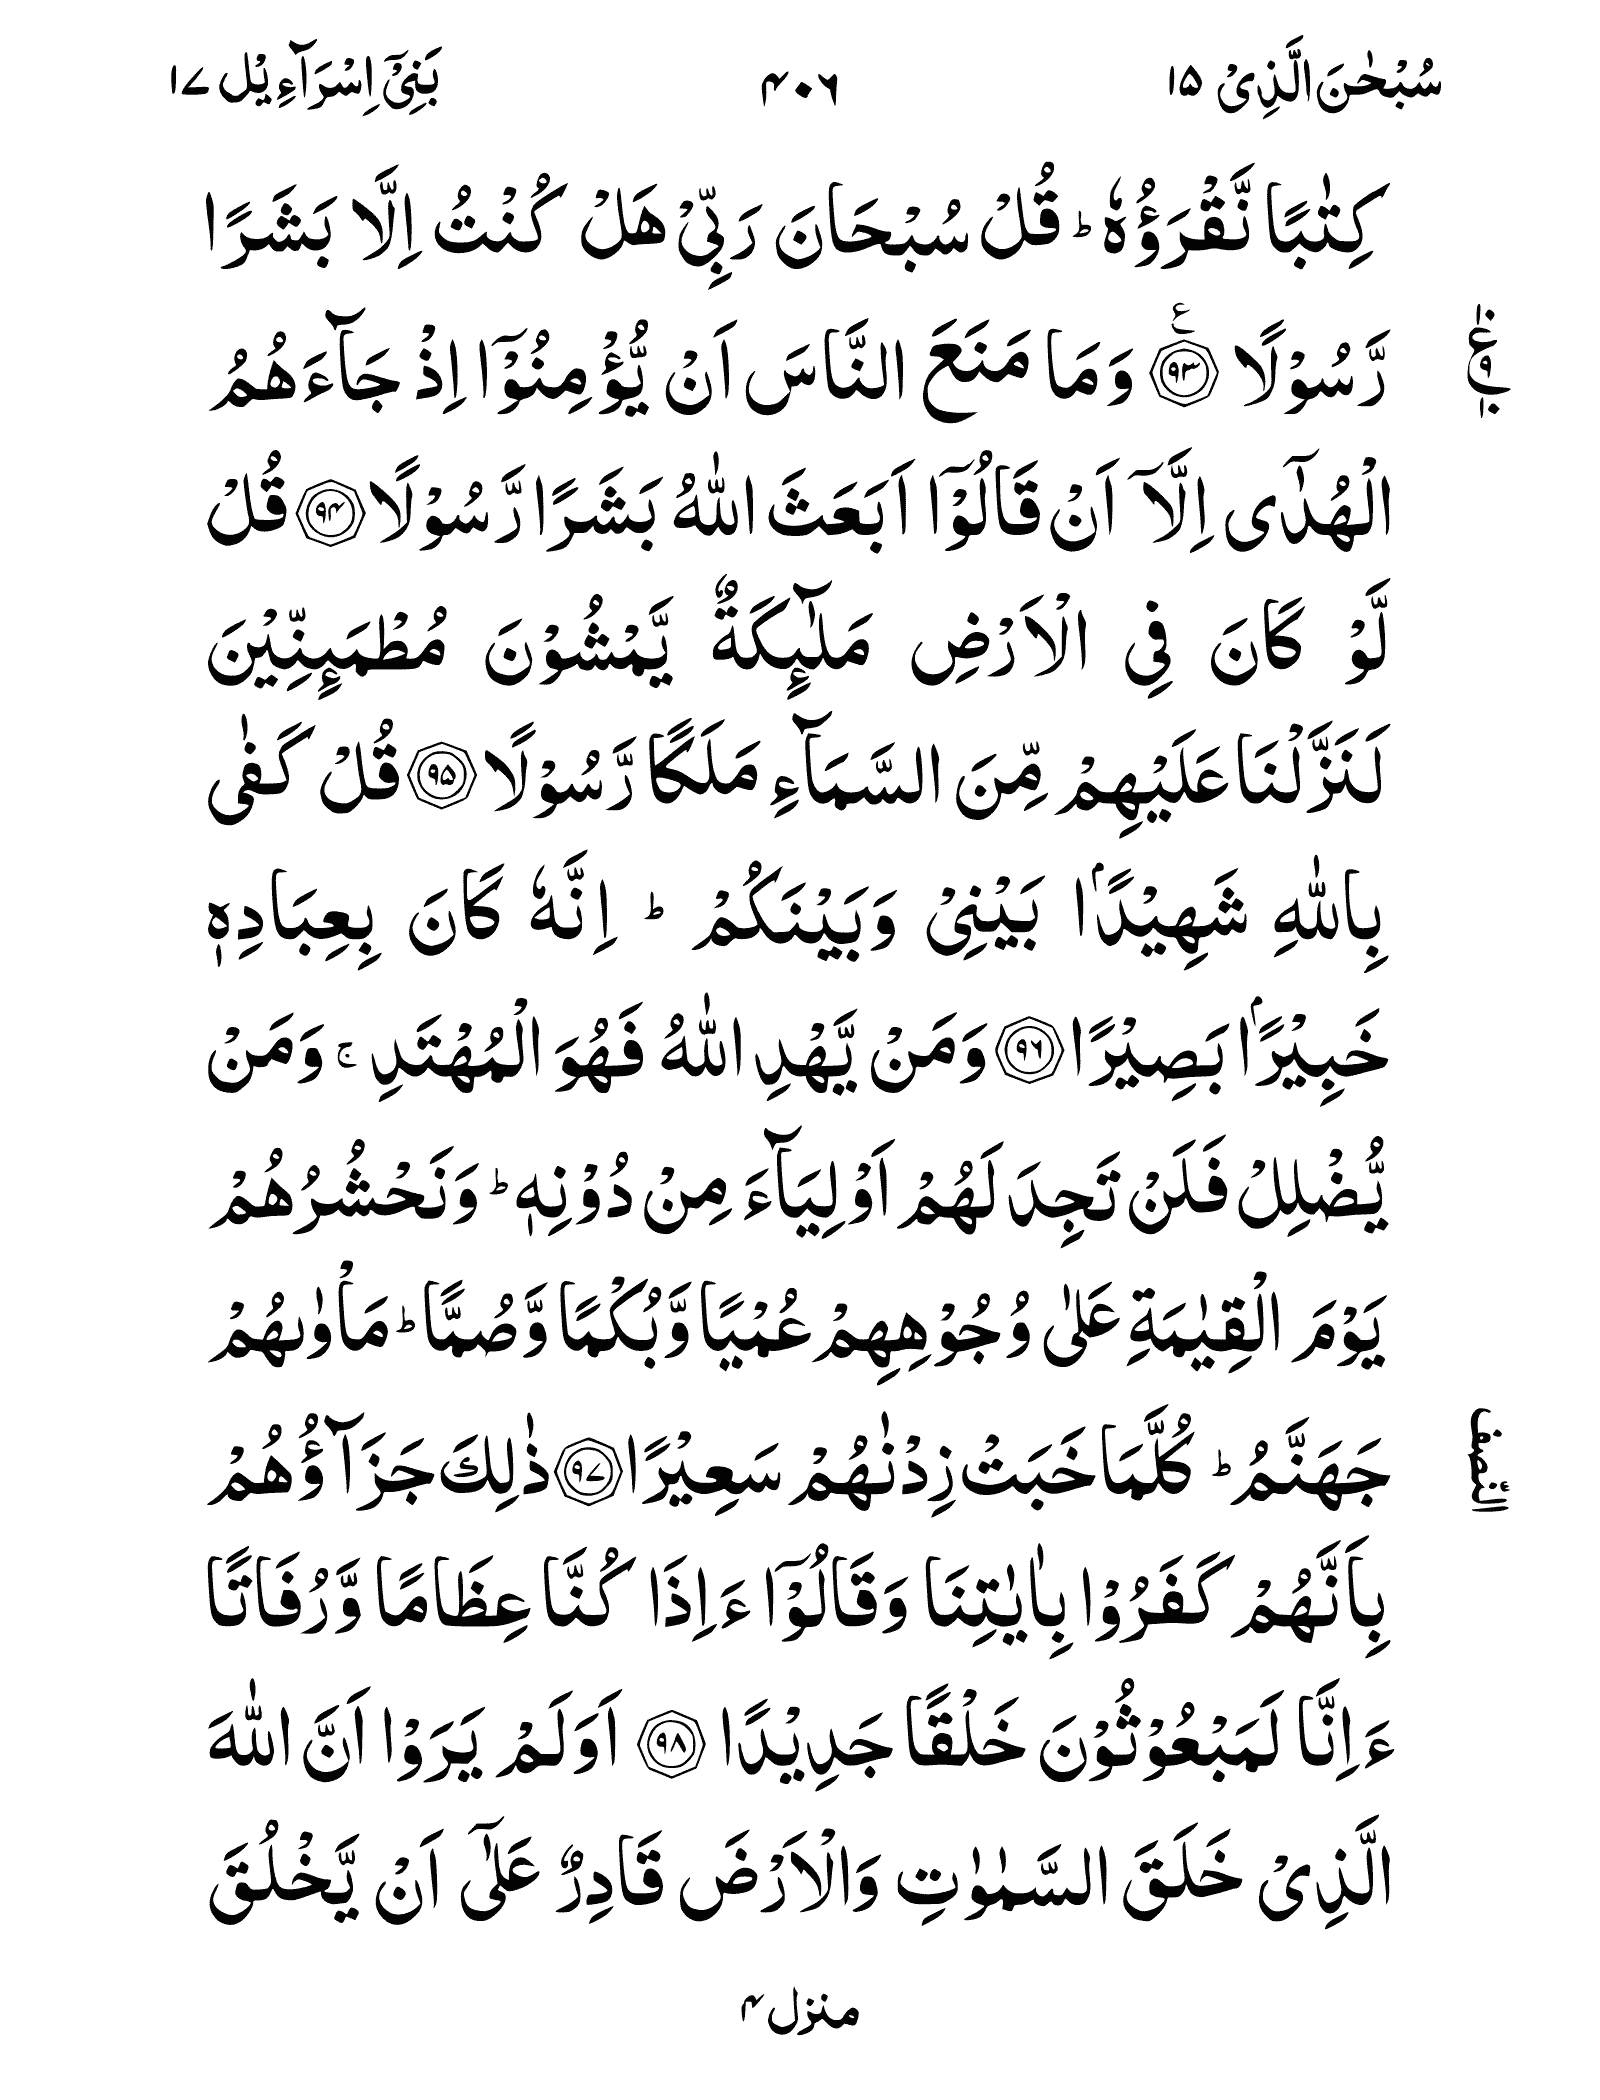 سُبْحٰنَ الَّذِیْ ۱۵
۴۰۶
بَنِیْۤ اِسْرَآءِیْل ۱۷
كِتٰبًا نَّقْرَؤُهٗ ؕ قُلْ سُبْحَانَ رَبِّیْ هَلْ كُنْتُ اِلَّا بَشَرًا
رَّسُوْلًا ﴿۹۳﴾ ۧ وَمَا مَنَعَ النَّاسَ اَنْ یُّؤْمِنُوْۤا اِذْ جَآءَهُمُ
الْهُدٰۤی اِلَّاۤ اَنْ قَالُوْۤا اَبَعَثَ اللّٰهُ بَشَرًا رَّسُوْلًا ﴿۹۴﴾ قُلْ
لَّوْ كَانَ فِی الْاَرْضِ مَلٰٓىِٕكَةٌ یَّمْشُوْنَ مُطْمَىِٕنِّیْنَ
لَنَزَّلْنَا عَلَیْهِمْ مِّنَ السَّمَآءِ مَلَكًا رَّسُوْلًا ﴿۹۵﴾ قُلْ كَفٰی
بِاللّٰهِ شَهِیْدًۢا بَیْنِیْ وَبَیْنَكُمْ ؕ اِنَّهٗ كَانَ بِعِبَادِهٖ
خَبِیْرًۢا بَصِیْرًا ﴿۹۶﴾ وَمَنْ یَّهْدِ اللّٰهُ فَهُوَ الْمُهْتَدِ ۚ وَمَنْ
یُّضْلِلْ فَلَنْ تَجِدَ لَهُمْ اَوْلِیَآءَ مِنْ دُوْنِهٖ ؕ وَنَحْشُرُهُمْ
یَوْمَ الْقِیٰمَةِ عَلٰی وُجُوْهِهِمْ عُمْیًا وَّبُكْمًا وَّصُمًّا ؕ مَاْوٰىهُمْ
جَهَنَّمُ ؕ كُلَّمَا خَبَتْ زِدْنٰهُمْ سَعِیْرًا ﴿۹۷﴾ ذٰلِكَ جَزَآؤُهُمْ
النصف
بِاَنَّهُمْ كَفَرُوْا بِاٰیٰتِنَا وَقَالُوْۤا ءَاِذَا كُنَّا عِظَامًا وَّرُفَاتًا
ءَاِنَّا لَمَبْعُوْثُوْنَ خَلْقًا جَدِیْدًا ﴿۹۸﴾ اَوَلَمْ یَرَوْا اَنَّ اللّٰهَ
الَّذِیْ خَلَقَ السَّمٰوٰتِ وَالْاَرْضَ قَادِرٌ عَلٰۤی اَنْ یَّخْلُقَ
منزل ۴